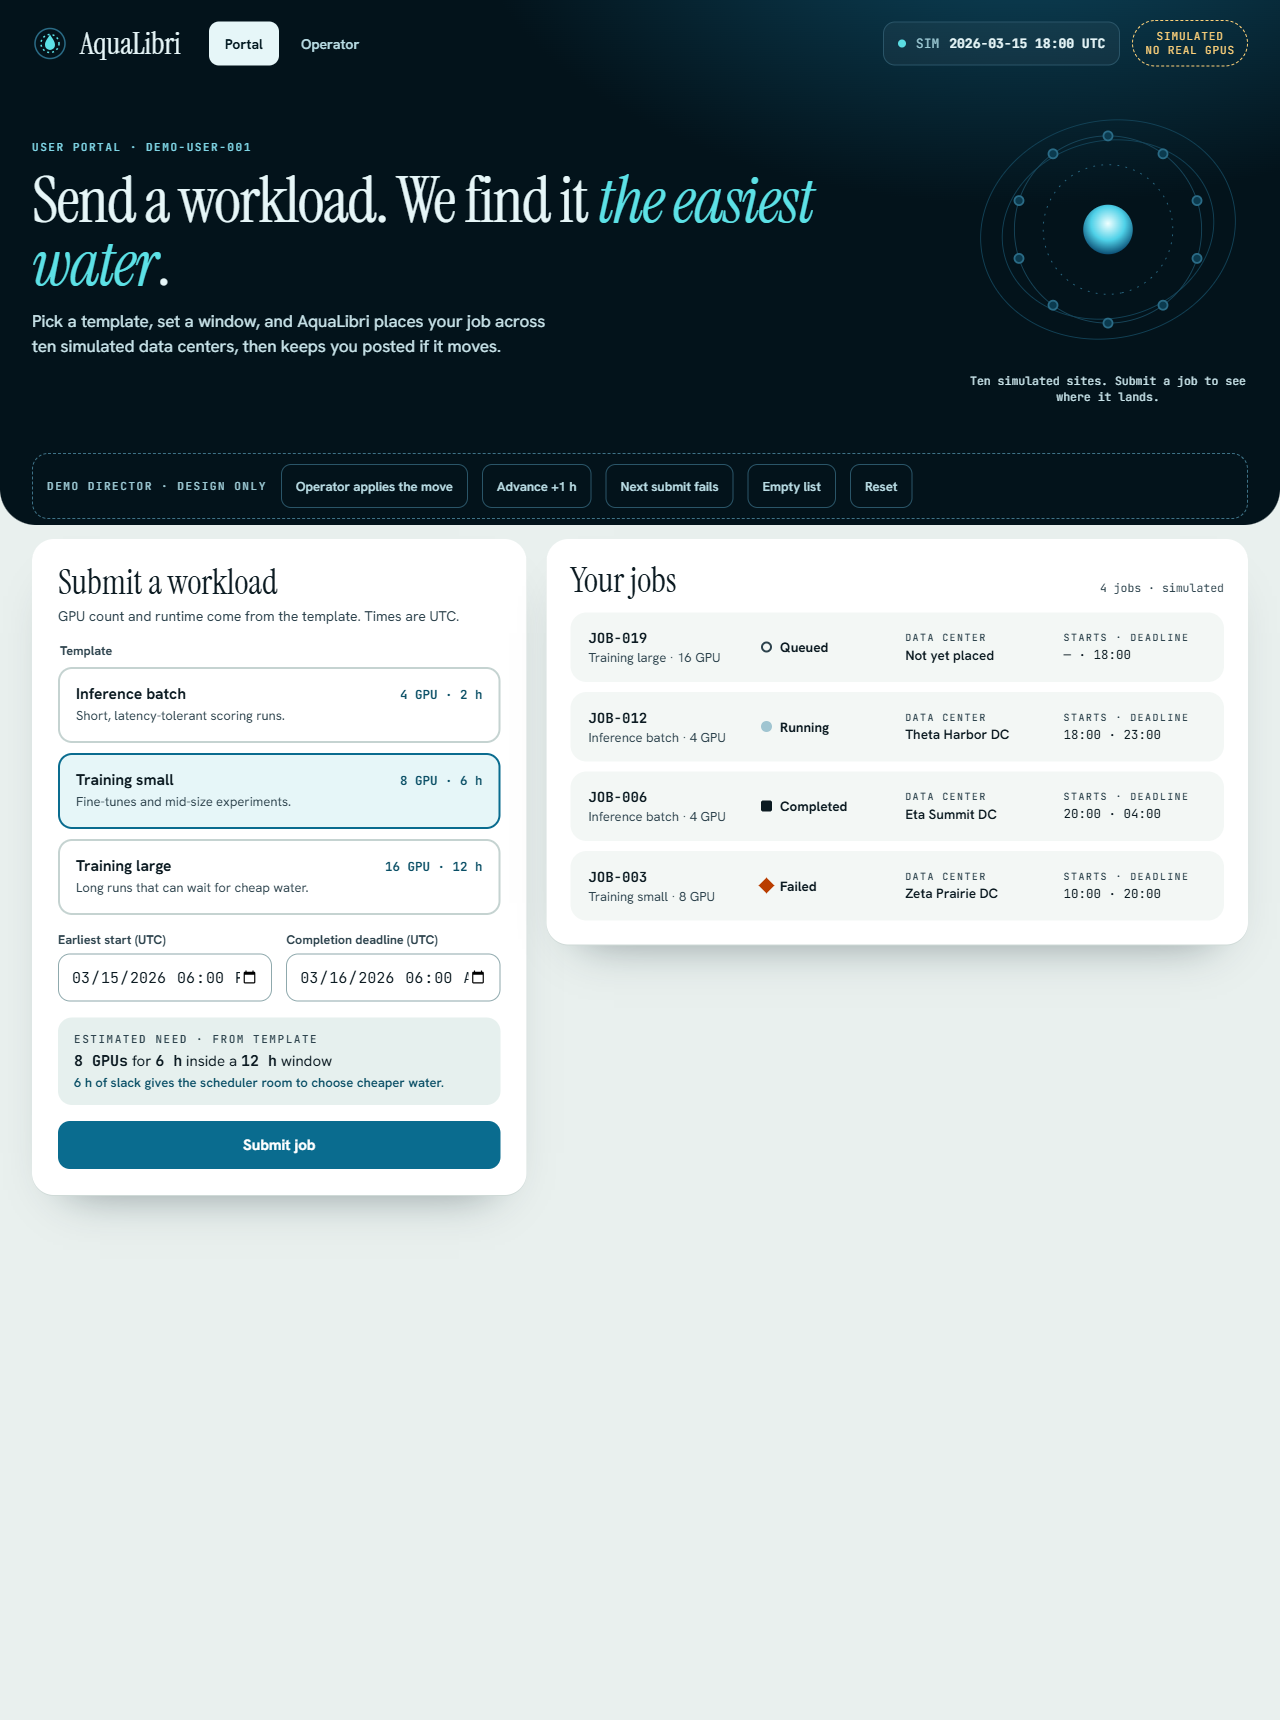 AquaLibri
Portal
Operator
SIM 2026-03-15 18:00 UTC
SIMULATED
NO REAL GPUS
USER PORTAL · DEMO-USER-001
Send a workload. We find it the easiest
water.
Pick a template, set a window, and AquaLibri places your job across
ten simulated data centers, then keeps you posted if it moves.
Ten simulated sites. Submit a job to see
where it lands.
DEMO DIRECTOR · DESIGN ONLY
Operator applies the move
Advance +1 h
Next submit fails
Empty list
Reset
Submit a workload
GPU count and runtime come from the template. Times are UTC.
Template
Inference batch
4 GPU · 2 h
Short, latency-tolerant scoring runs.
Training small
8 GPU · 6 h
Fine-tunes and mid-size experiments.
Training large
16 GPU · 12 h
Long runs that can wait for cheap water.
Earliest start (UTC)
Completion deadline (UTC)
03/15/2026 06:00
03/16/2026 06:00
ESTIMATED NEED · FROM TEMPLATE
8 GPUs for 6 h inside a 12 h window
6 h of slack gives the scheduler room to choose cheaper water.
Submit job
Your jobs
4 jobs · simulated
JOB-019
Training large · 16 GPU
Queued
DATA CENTER
Not yet placed
STARTS · DEADLINE
— · 18:00
JOB-012
Inference batch · 4 GPU
Running
DATA CENTER
Theta Harbor DC
STARTS · DEADLINE
18:00 · 23:00
JOB-006
Inference batch · 4 GPU
Completed
DATA CENTER
Eta Summit DC
STARTS · DEADLINE
20:00 · 04:00
JOB-003
Training small · 8 GPU
Failed
DATA CENTER
Zeta Prairie DC
STARTS · DEADLINE
10:00 · 20:00